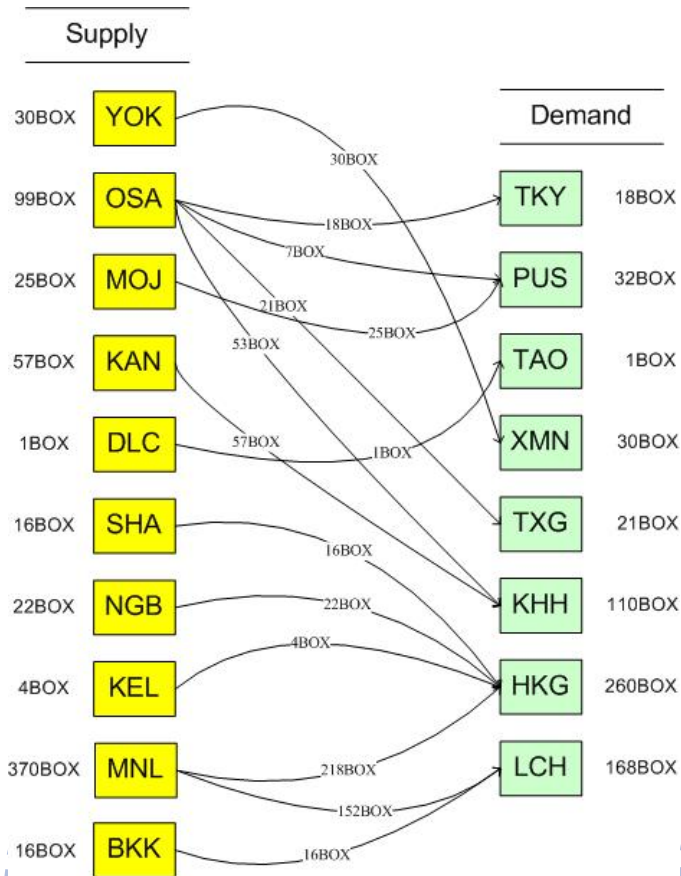 Supply
30BOX YOK
Demand
30BOX
99BOX OSA
TKY 18BOX
18BOX
7BOX
25BOX MOJ
PUS 32BOX
21BOX
25BOX
53BOX
57BOX KAN
TAO 1BOX
1BOX DLC
57BOX
1BOX
XMN 30BOX
16BOX SHA
TXG 21BOX
16BOX
22BOX NGB
22BOX
KHH 110BOX
4BOX
4BOX KEL
HKG 260BOX
370BOX MNL
218BOX
LCH 168BOX
152BOX
16BOX BKK
16BOX